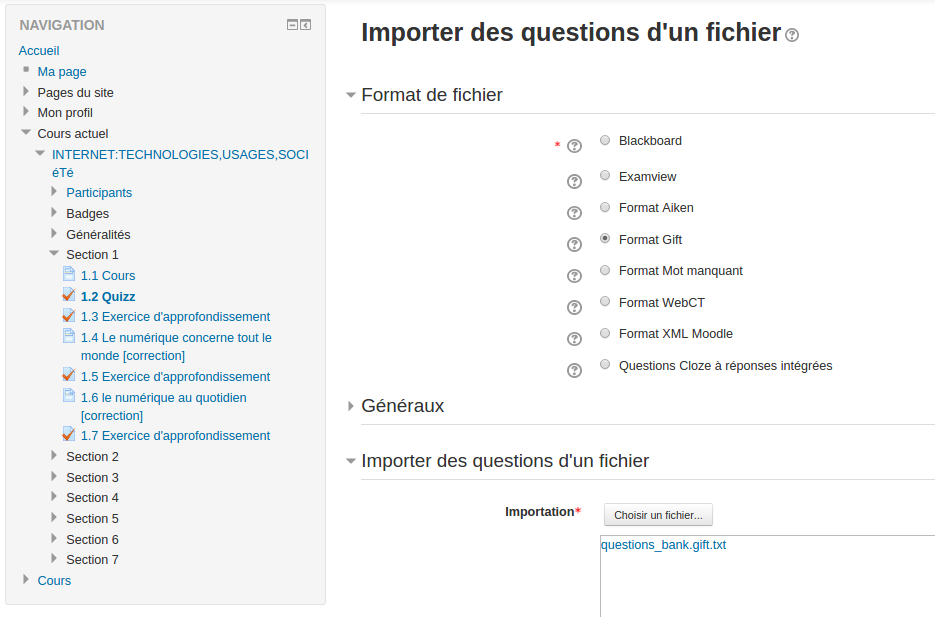 NAVIGATION
Accueil
Ma page
Pages du site
Mon profil
Cours actuel
INTERNET:TECHNOLOGIES,USAGES,SOCI
éTé
Participants
Badges
Généralités
Section 1
1.1 Cours
1.2 Quizz
1.3 Exercice d'approfondissement
1.4 Le numérique concerne tout le
monde [correction]
1.5 Exercice d'approfondissement
1.6 le numérique au quotidien
[correction]
1.7 Exercice d'approfondissement
Section 2
Section 3
Section 4
Section 5
Section 6
Section 7
Cours
Importer des questions d'un fichier
Format de fichier
* Blackboard
Examview
Format Aiken
Format Gift
Format Mot manquant
Format WebCT
Format XML Moodle
Questions Cloze à réponses intégrées
Généraux
Importer des questions d'un fichier
Importation* Choisir un fichier...
questions_bank.gift.txt